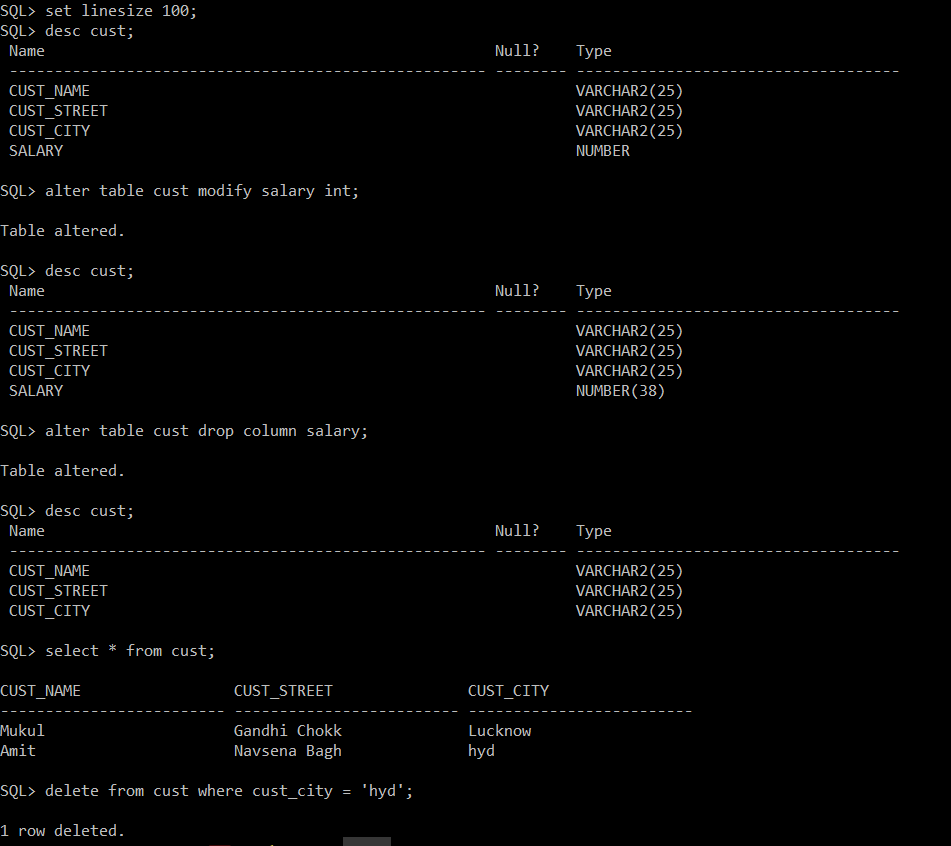 SQL> set linesize 100;
SQL> desc cust;
Name Null? Type
----------------------------------------------------- -------- ------------------------------------
CUST_NAME VARCHAR2(25)
CUST_STREET VARCHAR2(25)
CUST_CITY VARCHAR2(25)
SALARY NUMBER
SQL> alter table cust modify salary int;
Table altered.
SQL> desc cust;
Name Null? Type
----------------------------------------------------- -------- ------------------------------------
CUST_NAME VARCHAR2(25)
CUST_STREET VARCHAR2(25)
CUST_CITY VARCHAR2(25)
SALARY NUMBER(38)
SQL> alter table cust drop column salary;
Table altered.
SQL> desc cust;
Name Null? Type
----------------------------------------------------- -------- ------------------------------------
CUST_NAME VARCHAR2(25)
CUST_STREET VARCHAR2(25)
CUST_CITY VARCHAR2(25)
SQL> select * from cust;
CUST_NAME CUST_STREET CUST_CITY
------------------------- ------------------------- -------------------------
Mukul Gandhi Chokk Lucknow
Amit Navsena Bagh hyd
SQL> delete from cust where cust_city = 'hyd';
1 row deleted.